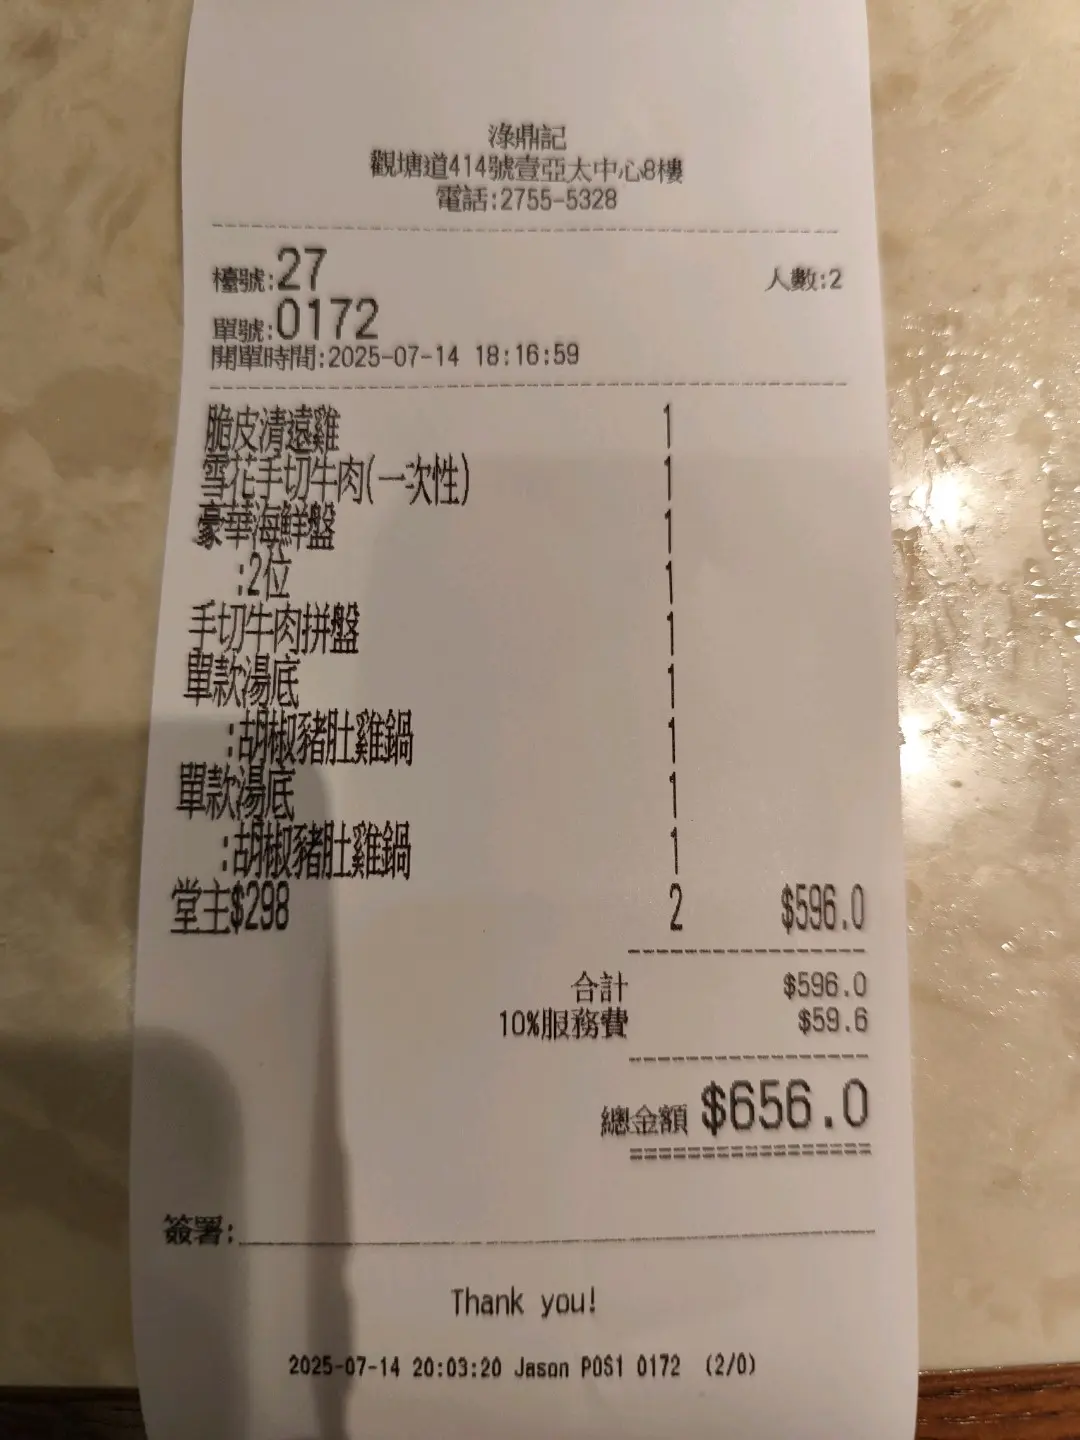 淥鼎記
觀塘道414號壹亞太中心8樓
電話:2755-5328
檯號:27 人數:2
單號:0172
開單時間:2025-07-14 18:16:59
脆皮清遠雞 1
雪花手切牛肉(一次性) 1
豪華海鮮盤 1
:2位 1
手切牛肉拼盤 1
單款湯底 1
:胡椒豬肚雞鍋 1
單款湯底 1
:胡椒豬肚雞鍋 1
堂主$298 2 $596.0
合計 $596.0
10%服務費 $59.6
總金額 $656.0
簽署:
Thank you!
2025-07-14 20:03:20 Jason POS1 0172 (2/0)